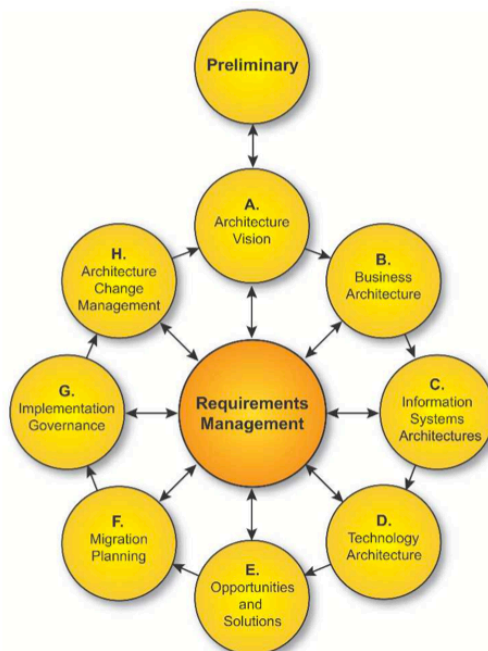 Preliminary
A.
Architecture
Vision
H.
Architecture
Change
Management
B.
Business
Architecture
G.
Implementation
Governance
Requirements
Management
C.
Information
Systems
Architectures
F.
Migration
Planning
D.
Technology
Architecture
E.
Opportunities
and
Solutions